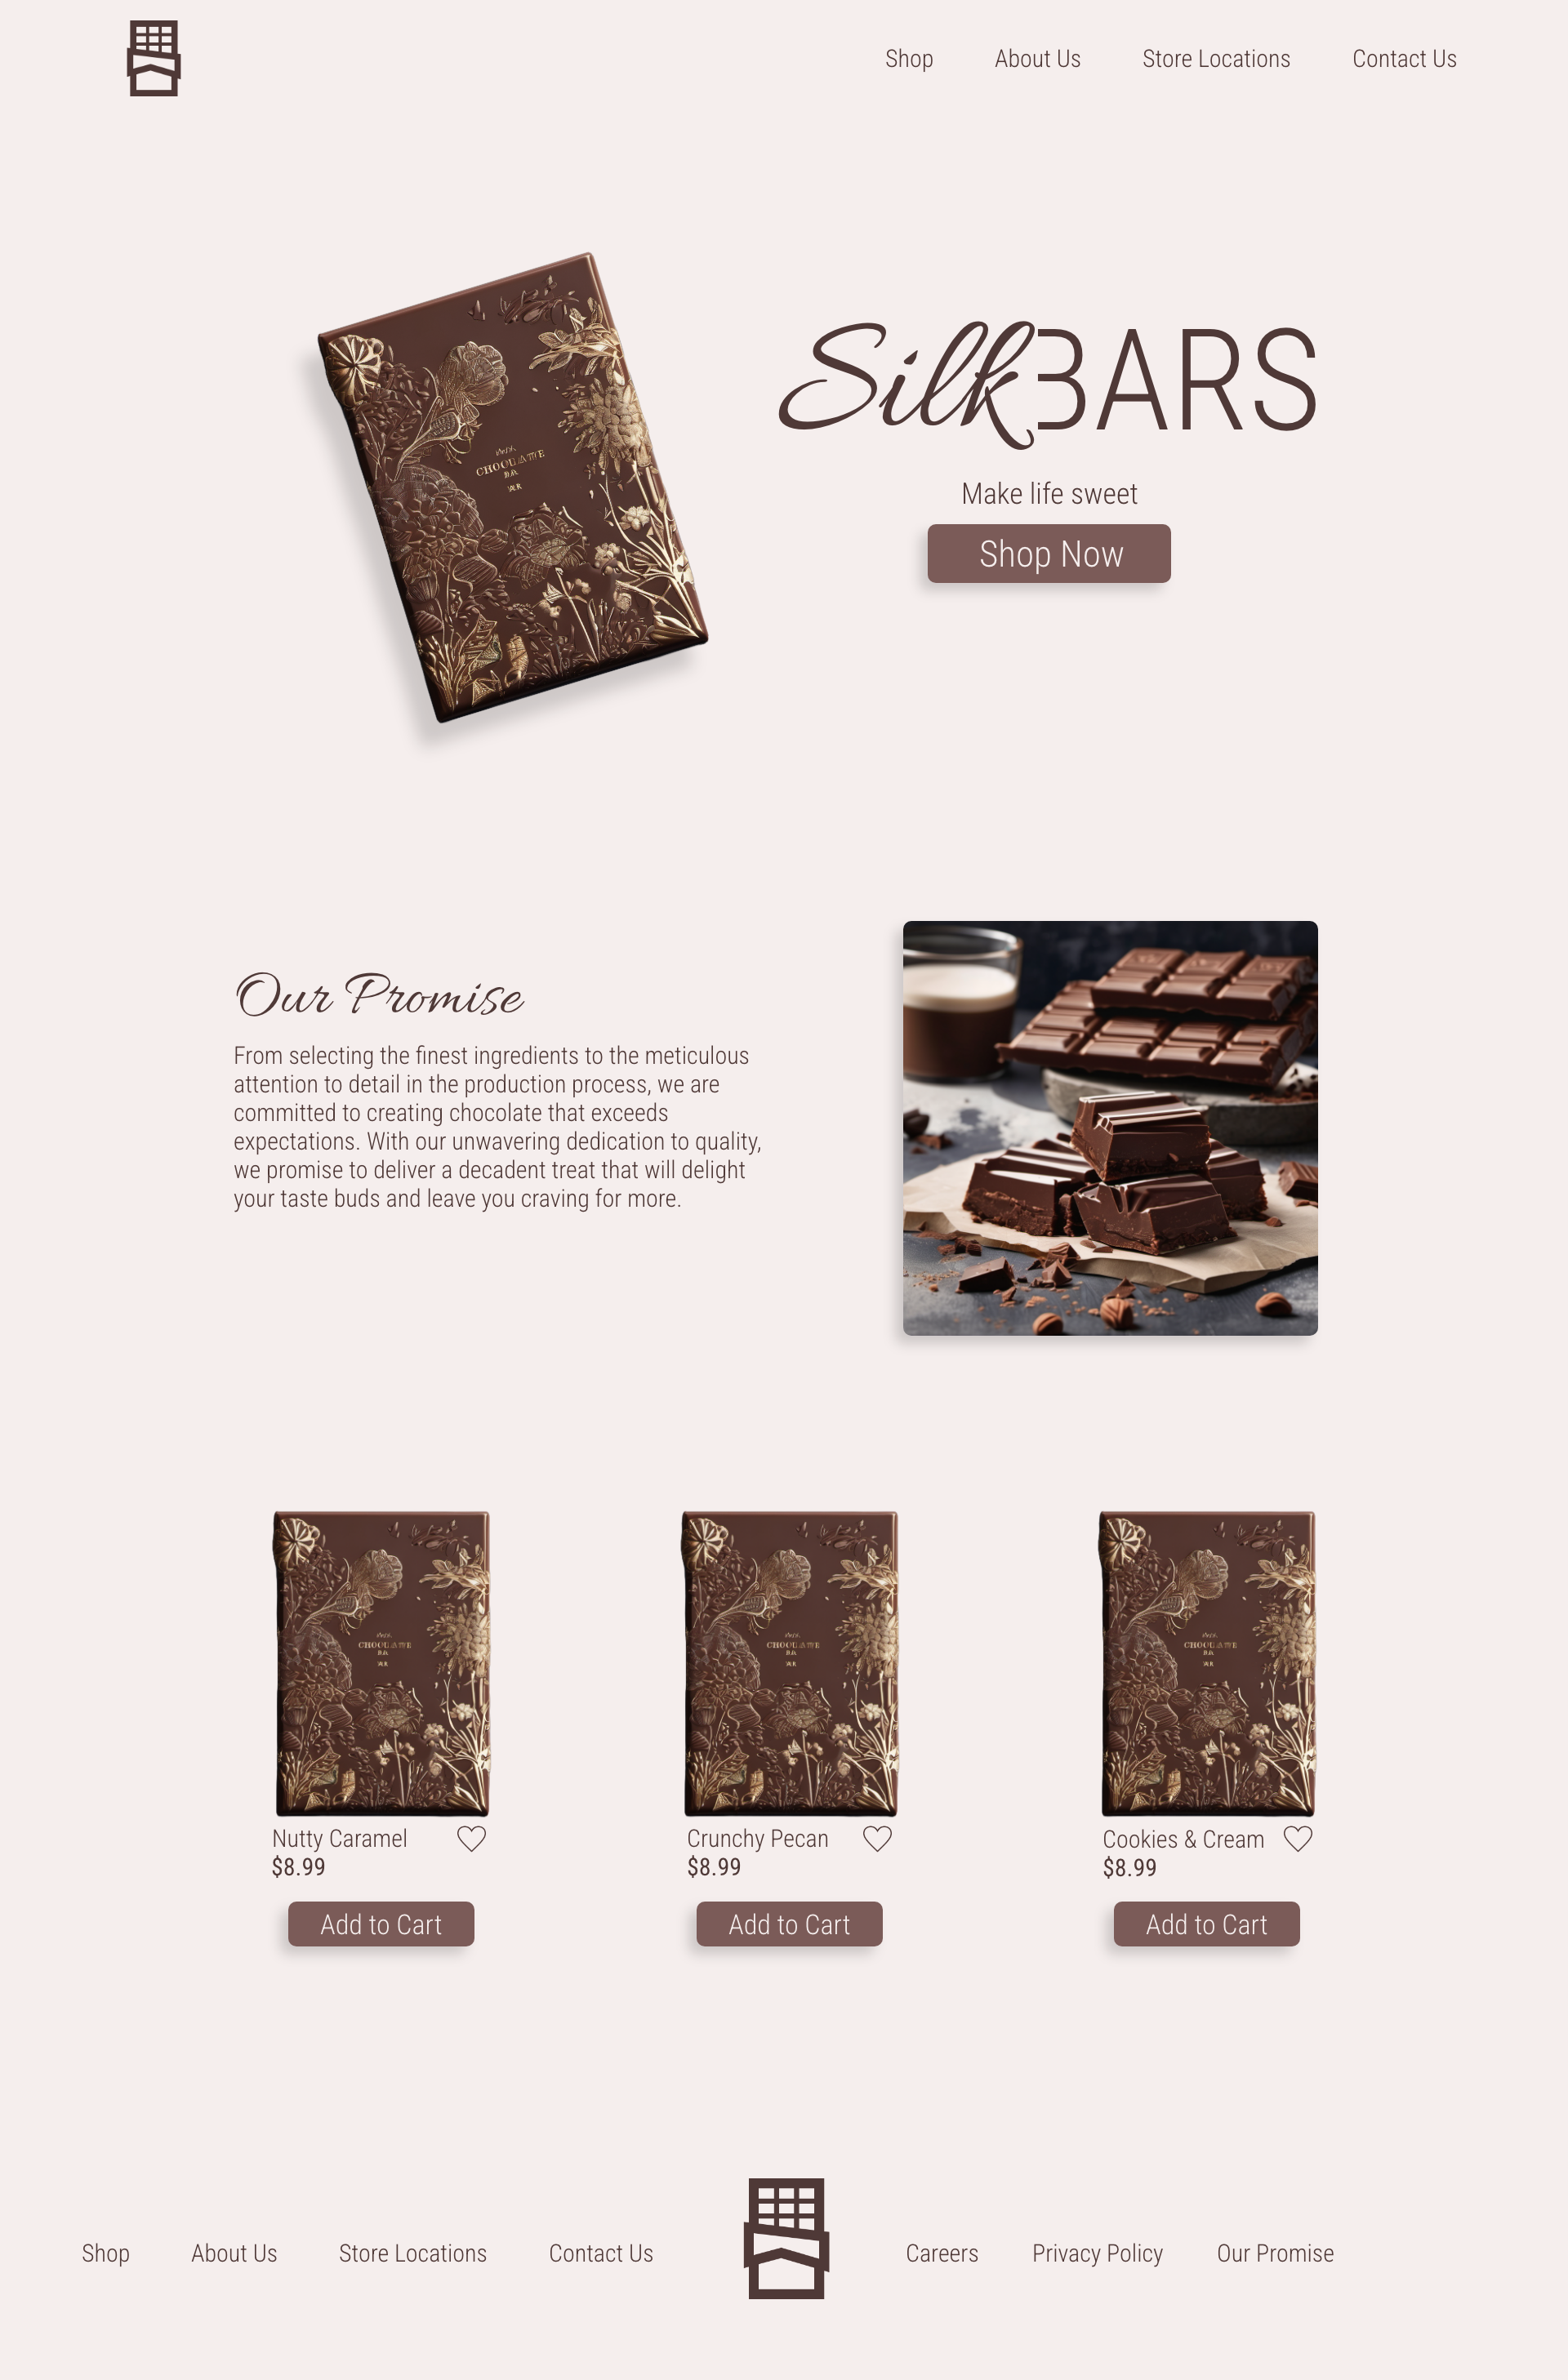 Shop About Us Store Locations Contact Us
SilkBARS
Make life sweet
Shop Now
Our Promise
From selecting the finest ingredients to the meticulous
attention to detail in the production process, we are
committed to creating chocolate that exceeds
expectations. With our unwavering dedication to quality,
we promise to deliver a decadent treat that will delight
your taste buds and leave you craving for more.
Nutty Caramel
$8.99
Add to Cart
Crunchy Pecan
$8.99
Add to Cart
Cookies & Cream
$8.99
Add to Cart
Shop About Us Store Locations Contact Us Careers Privacy Policy Our Promise